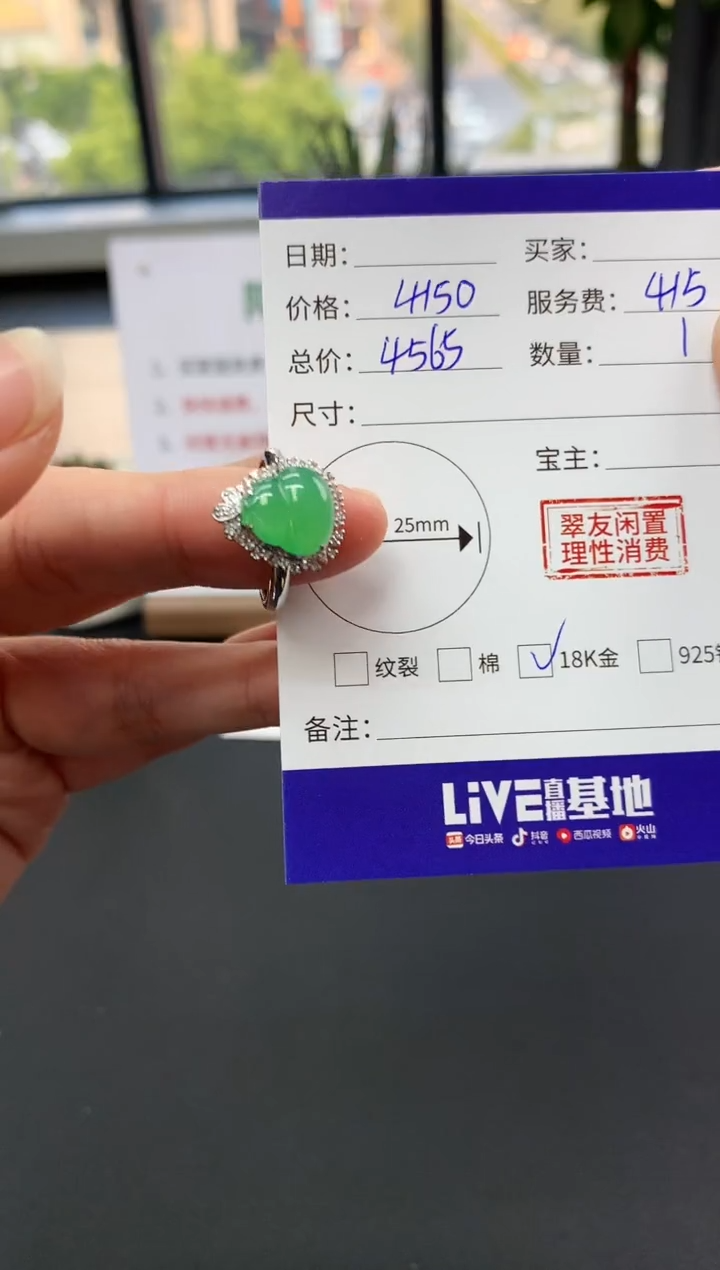 日期： 买家：
价格： 4150 服务费： 415
总价： 4565 数量： 1
尺寸：
宝主：
25mm
翠友闲置
理性消费
纹裂 棉 18K金 925
备注：
LiVE直播基地
头条 今日头条 抖音 西瓜视频 火山